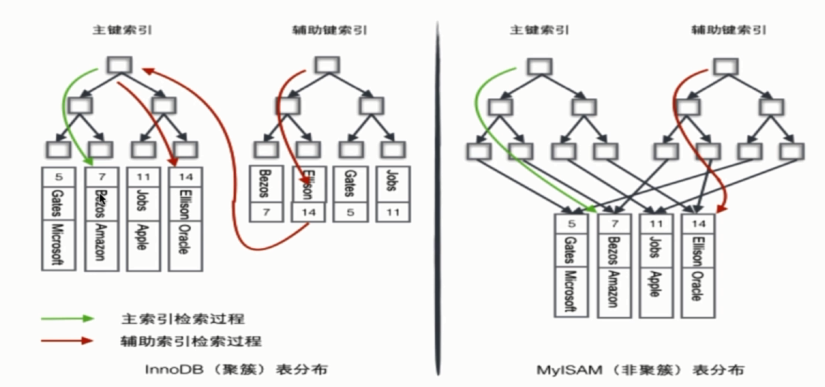 主键索引
辅助键索引
5
7
11
14
Gates Microsoft
Bezos Amazon
Jobs Apple
Ellison Oracle
Bezos
Ellison
Gates
Jobs
7
14
5
11
主索引检索过程
辅助索引检索过程
InnoDB（聚簇）表分布
主键索引
辅助键索引
5
7
11
14
Gates Microsoft
Bezos Amazon
Jobs Apple
Ellison Oracle
MyISAM（非聚簇）表分布